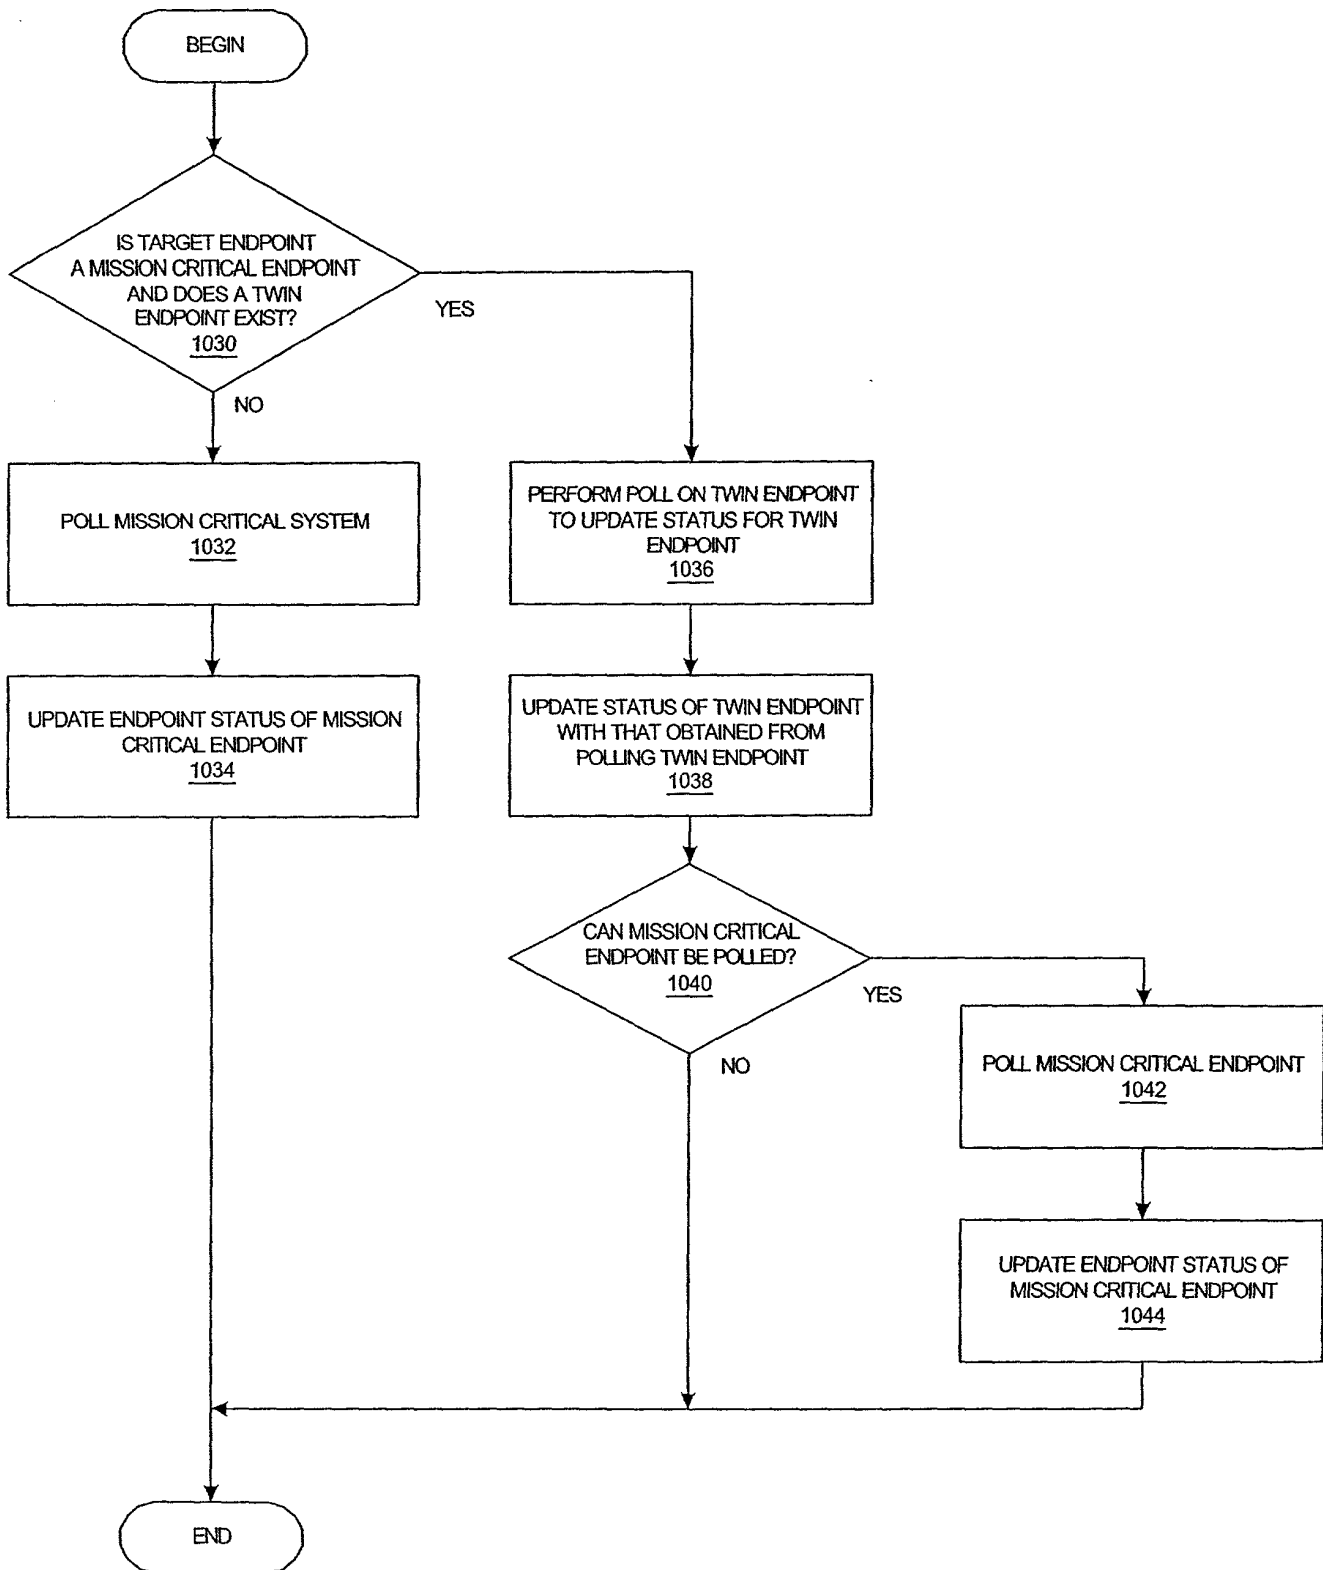 BEGIN
IS TARGET ENDPOINT
A MISSION CRITICAL ENDPOINT
AND DOES A TWIN
ENDPOINT EXIST?
1030
YES
NO
POLL MISSION CRITICAL SYSTEM
1032
PERFORM POLL ON TWIN ENDPOINT
TO UPDATE STATUS FOR TWIN
ENDPOINT
1036
UPDATE ENDPOINT STATUS OF MISSION
CRITICAL ENDPOINT
1034
UPDATE STATUS OF TWIN ENDPOINT
WITH THAT OBTAINED FROM
POLLING TWIN ENDPOINT
1038
CAN MISSION CRITICAL
ENDPOINT BE POLLED?
1040
YES
NO
POLL MISSION CRITICAL ENDPOINT
1042
UPDATE ENDPOINT STATUS OF
MISSION CRITICAL ENDPOINT
1044
END